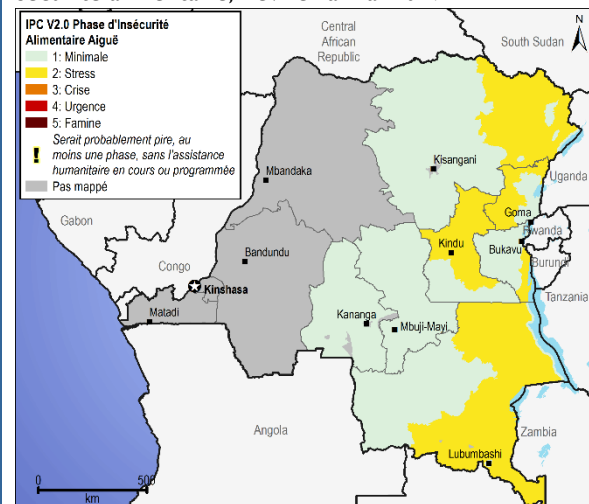 IPC V2.0 Phase d'Insécurité
Alimentaire Aiguë
1: Minimale
2: Stress
3: Crise
4: Urgence
5: Famine
!
Serait probablement pire, au
moins une phase, sans l'assistance
humanitaire en cours ou programmée
Pas mappé
Central
African
Republic
South Sudan
N
Kisangani
Mbandaka
Uganda
Gabon
Goma
Rwanda
Kindu
Bukavu
Bandundu
Burundi
Congo
Kinshasa
Tanzania
Matadi
Kananga
Mbuji-Mayi
Angola
Zambia
Lubumbashi
0
500
km